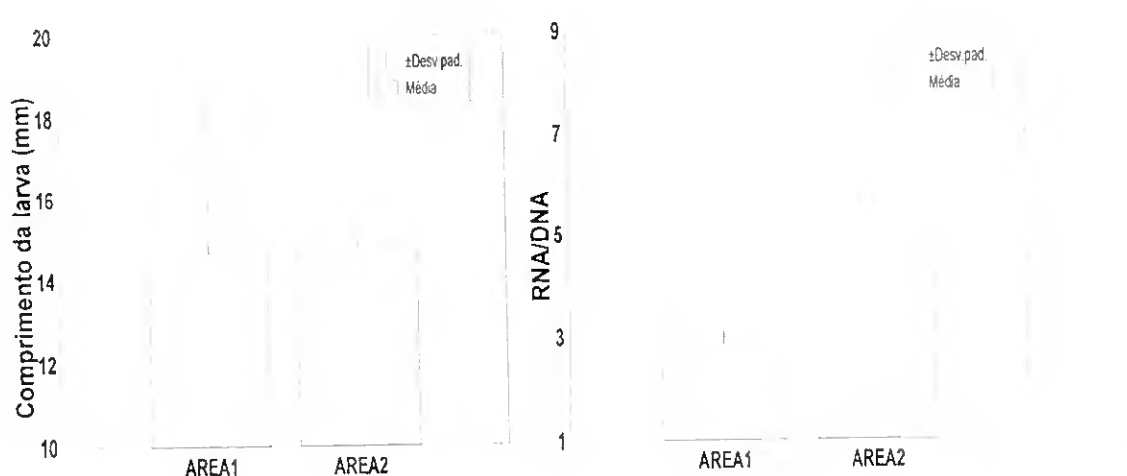 Comprimento da larva (mm)
20
18
16
14
12
10
±Desv.pad.
Média
AREA1
AREA2
RNA/DNA
9
7
5
3
1
±Desv.pad.
Média
AREA1
AREA2